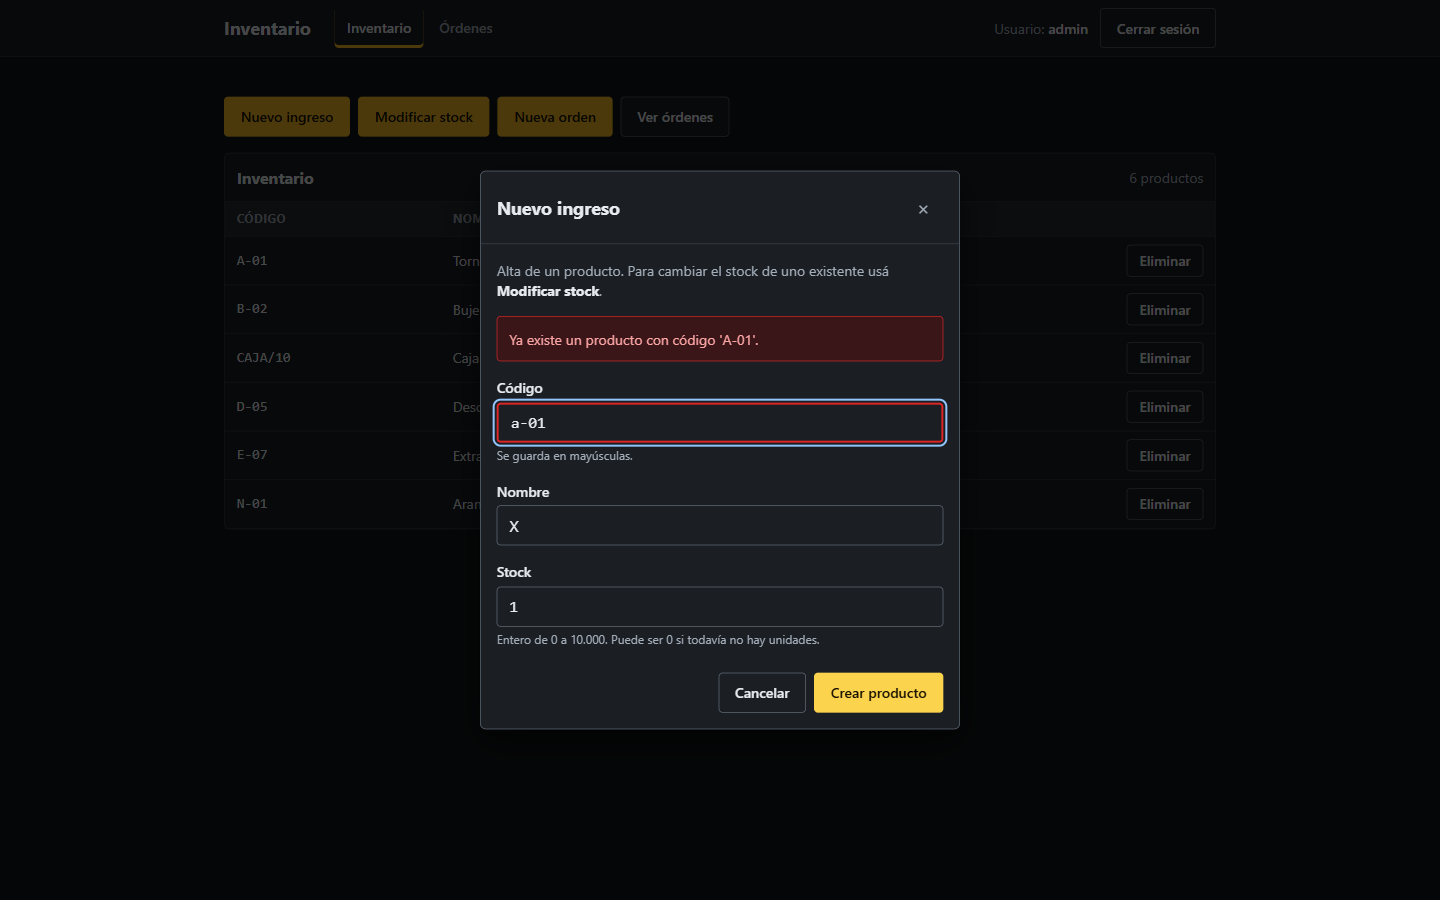 Inventario
Inventario
Órdenes
Usuario: admin
Cerrar sesión
Nuevo ingreso
Modificar stock
Nueva orden
Ver órdenes
Inventario
6 productos
CÓDIGO
A-01
Eliminar
B-02
Eliminar
CAJA/10
Caja
Eliminar
D-05
Eliminar
E-07
Eliminar
N-01
Eliminar
Nuevo ingreso
×
Alta de un producto. Para cambiar el stock de uno existente usá
Modificar stock.
Ya existe un producto con código 'A-01'.
Código
a-01
Se guarda en mayúsculas.
Nombre
X
Stock
1
Entero de 0 a 10.000. Puede ser 0 si todavía no hay unidades.
Cancelar
Crear producto